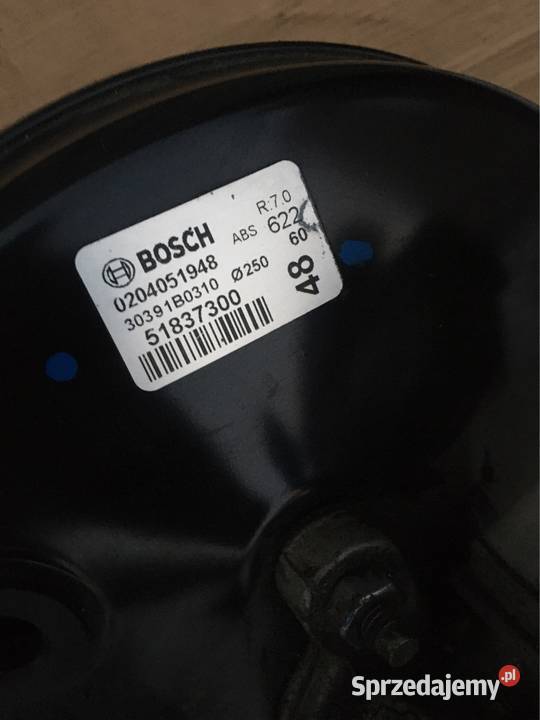 BOSCH
R:7.0
0204051948
ABS 622
30391B0310 Ø250 60
51837300
48
Sprzedajemy.pl